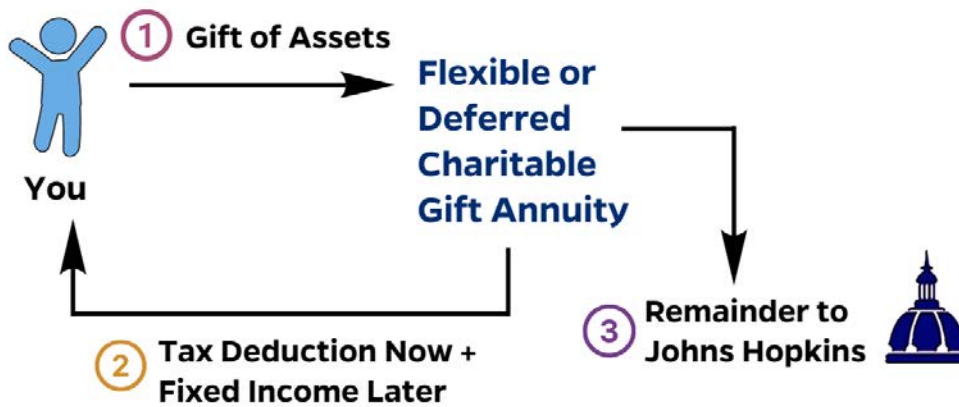 1 Gift of Assets
You
Flexible or
Deferred
Charitable
Gift Annuity
2 Tax Deduction Now +
Fixed Income Later
3 Remainder to
Johns Hopkins